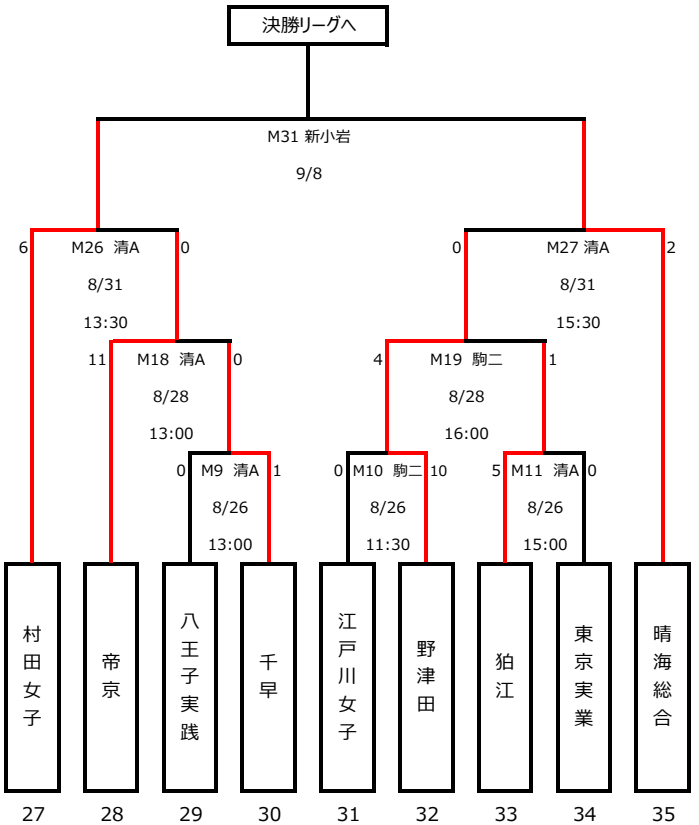 決勝リーグへ
M31 新小岩
9/8
6 M26 清A 0
8/31
13:30
0 M27 清A 2
8/31
15:30
11 M18 清A 0
8/28
13:00
4 M19 駒二 1
8/28
16:00
0 M9 清A 1
8/26
13:00
0 M10 駒二 10
8/26
11:30
5 M11 清A 0
8/26
15:00
村田女子
帝京
八王子実践
千早
江戸川女子
野津田
狛江
東京実業
晴海総合
27 28 29 30 31 32 33 34 35